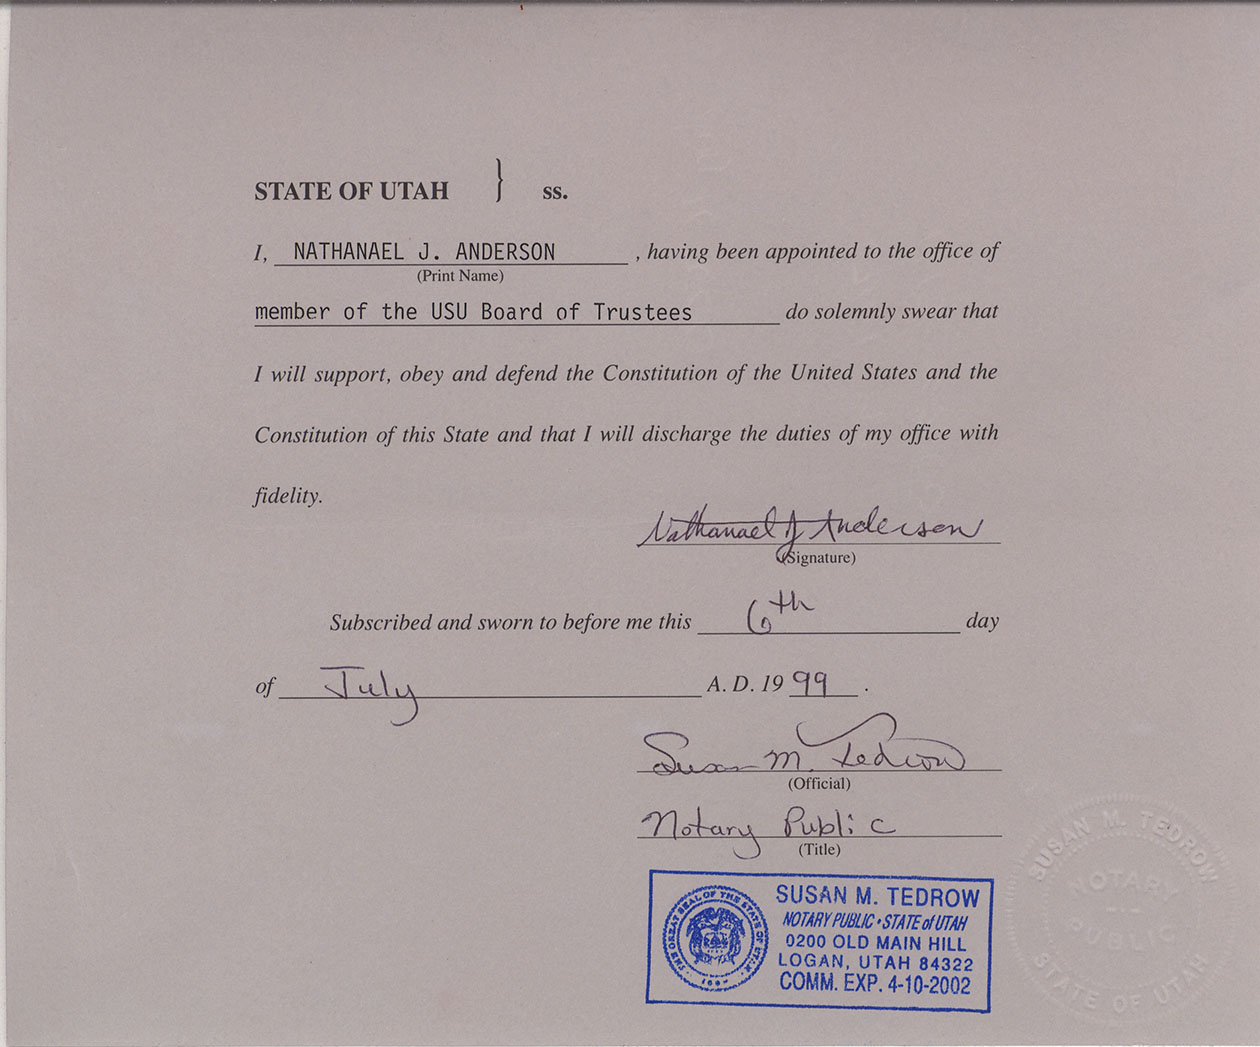 STATE OF UTAH } ss.
I, NATHANAEL J. ANDERSON , having been appointed to the office of
(Print Name)
member of the USU Board of Trustees do solemnly swear that
I will support, obey and defend the Constitution of the United States and the
Constitution of this State and that I will discharge the duties of my office with
fidelity.
Nathanael J Anderson
(Signature)
Subscribed and sworn to before me this 6th day
of July A. D. 19 99 .
Susan M. Tedrow
(Official)
Notary Public
(Title)
SUSAN M. TEDROW
NOTARY PUBLIC • STATE of UTAH
0200 OLD MAIN HILL
LOGAN, UTAH 84322
COMM. EXP. 4-10-2002
THE GREAT SEAL OF THE STATE OF UTAH
SUSAN M TEDROW
NOTARY
PUBLIC
STATE OF UTAH